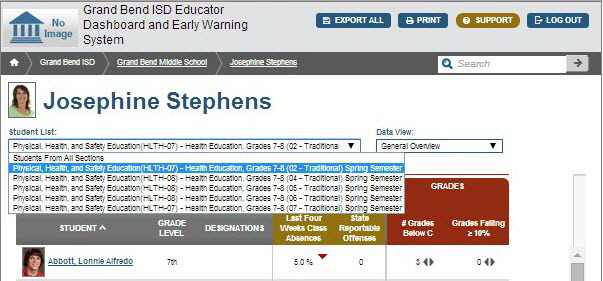 No Image
Grand Bend ISD Educator Dashboard and Early Warning System
EXPORT ALL
PRINT
SUPPORT
LOG OUT
Grand Bend ISD
Grand Bend Middle School
Josephine Stephens
Search
Josephine Stephens
Student List:
Data View:
Physical, Health, and Safety Education(HLTH-07) - Health Education, Grades 7-8 (02 - Traditional
General Overview
Students From All Sections
Physical, Health, and Safety Education(HLTH-07) - Health Education, Grades 7-8 (02 - Traditional) Spring Semester
Physical, Health, and Safety Education(HLTH-08) - Health Education, Grades 7-8 (04 - Traditional) Spring Semester
Physical, Health, and Safety Education(HLTH-08) - Health Education, Grades 7-8 (05 - Traditional) Spring Semester
Physical, Health, and Safety Education(HLTH-08) - Health Education, Grades 7-8 (06 - Traditional) Spring Semester
Physical, Health, and Safety Education(HLTH-07) - Health Education, Grades 7-8 (07 - Traditional) Spring Semester
GRADES
STUDENT
GRADE LEVEL
DESIGNATIONS
Last Four Weeks Class Absences
State Reportable Offenses
# Grades Below C
Grades Falling ≥ 10%
Abbott, Lonnie Alfredo
7th
5.0 %
0
3
0